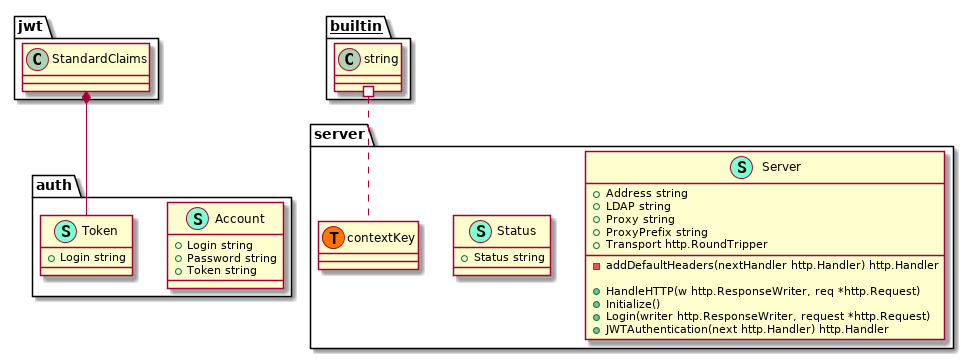 jwt
C StandardClaims
builtin
C string
auth
S Token
Login string
S Account
Login string
Password string
Token string
server
T contextKey
S Status
Status string
S Server
Address string
LDAP string
Proxy string
ProxyPrefix string
Transport http.RoundTripper
addDefaultHeaders(nextHandler http.Handler) http.Handler
HandleHTTP(w http.ResponseWriter, req *http.Request)
Initialize()
Login(writer http.ResponseWriter, request *http.Request)
JWTAuthentication(next http.Handler) http.Handler